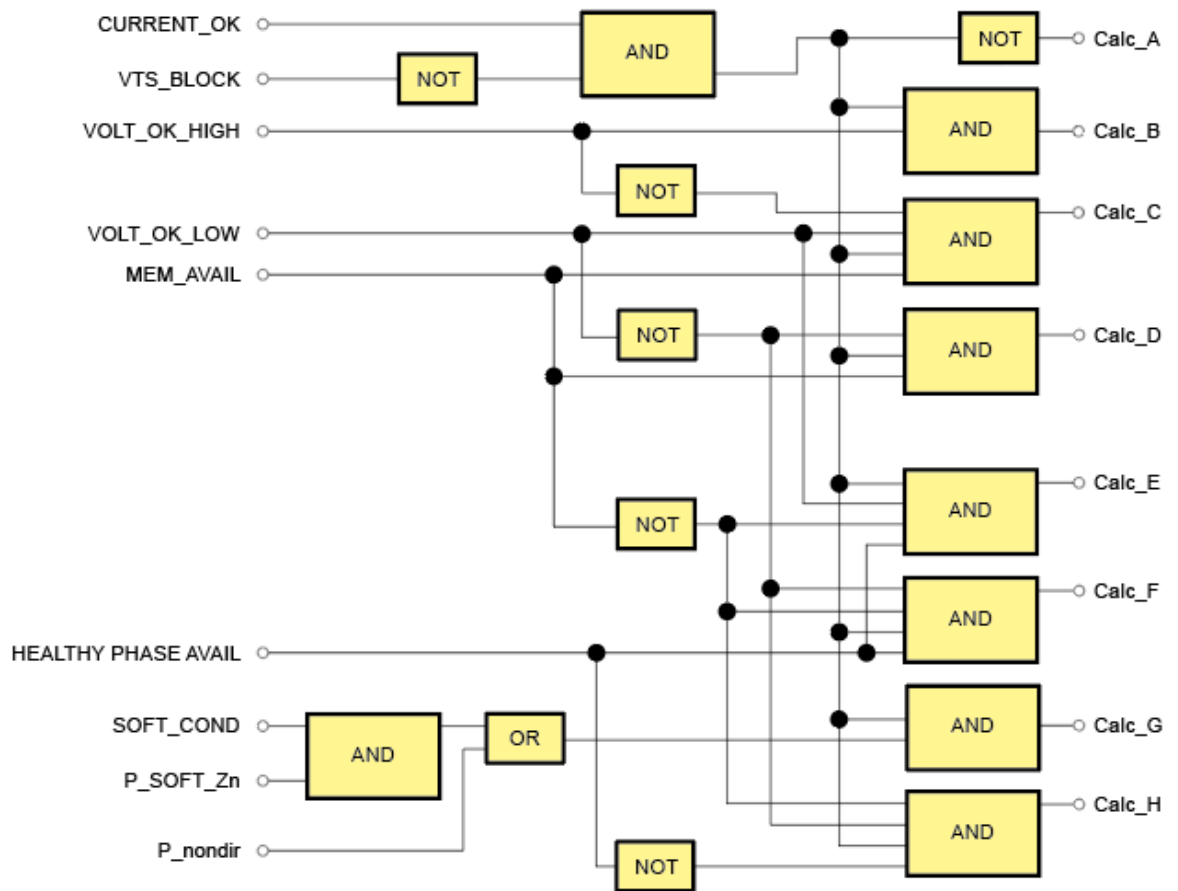 CURRENT_OK
AND
NOT
Calc_A
VTS_BLOCK
NOT
VOLT_OK_HIGH
AND
Calc_B
NOT
Calc_C
VOLT_OK_LOW
AND
MEM_AVAIL
NOT
AND
Calc_D
AND
Calc_E
NOT
AND
Calc_F
HEALTHY PHASE AVAIL
SOFT_COND
AND
OR
AND
Calc_G
P_SOFT_Zn
AND
Calc_H
P_nondir
NOT